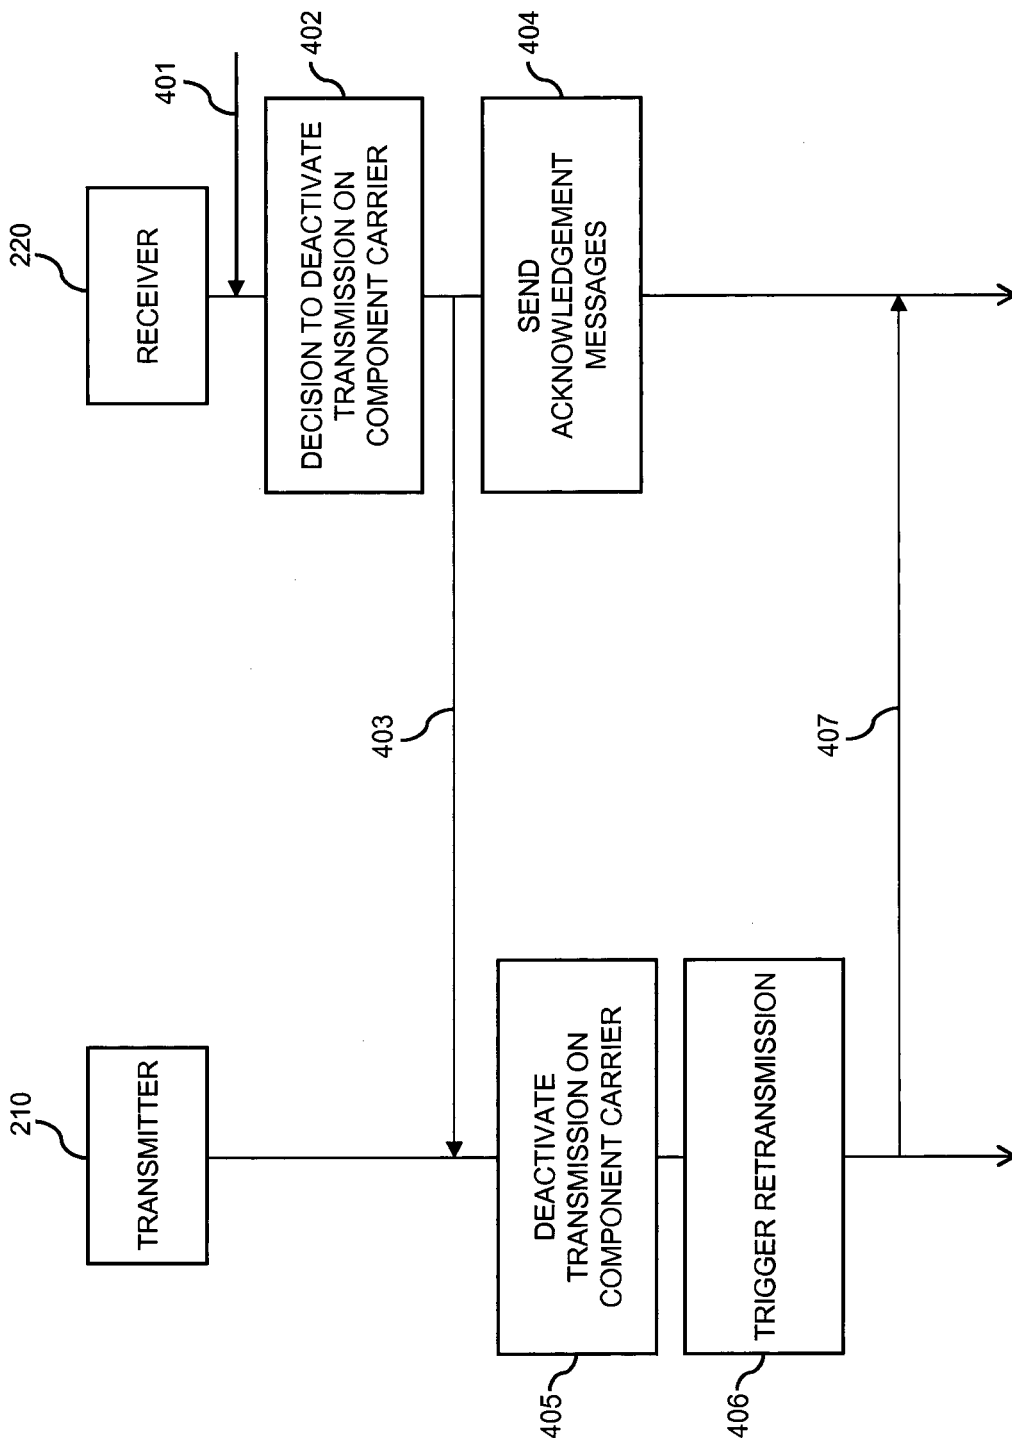 210
TRANSMITTER
220
RECEIVER
401
402
DECISION TO DEACTIVATE
TRANSMISSION ON
COMPONENT CARRIER
403
404
SEND
ACKNOWLEDGEMENT
MESSAGES
405
DEACTIVATE
TRANSMISSION ON
COMPONENT CARRIER
406
TRIGGER RETRANSMISSION
407